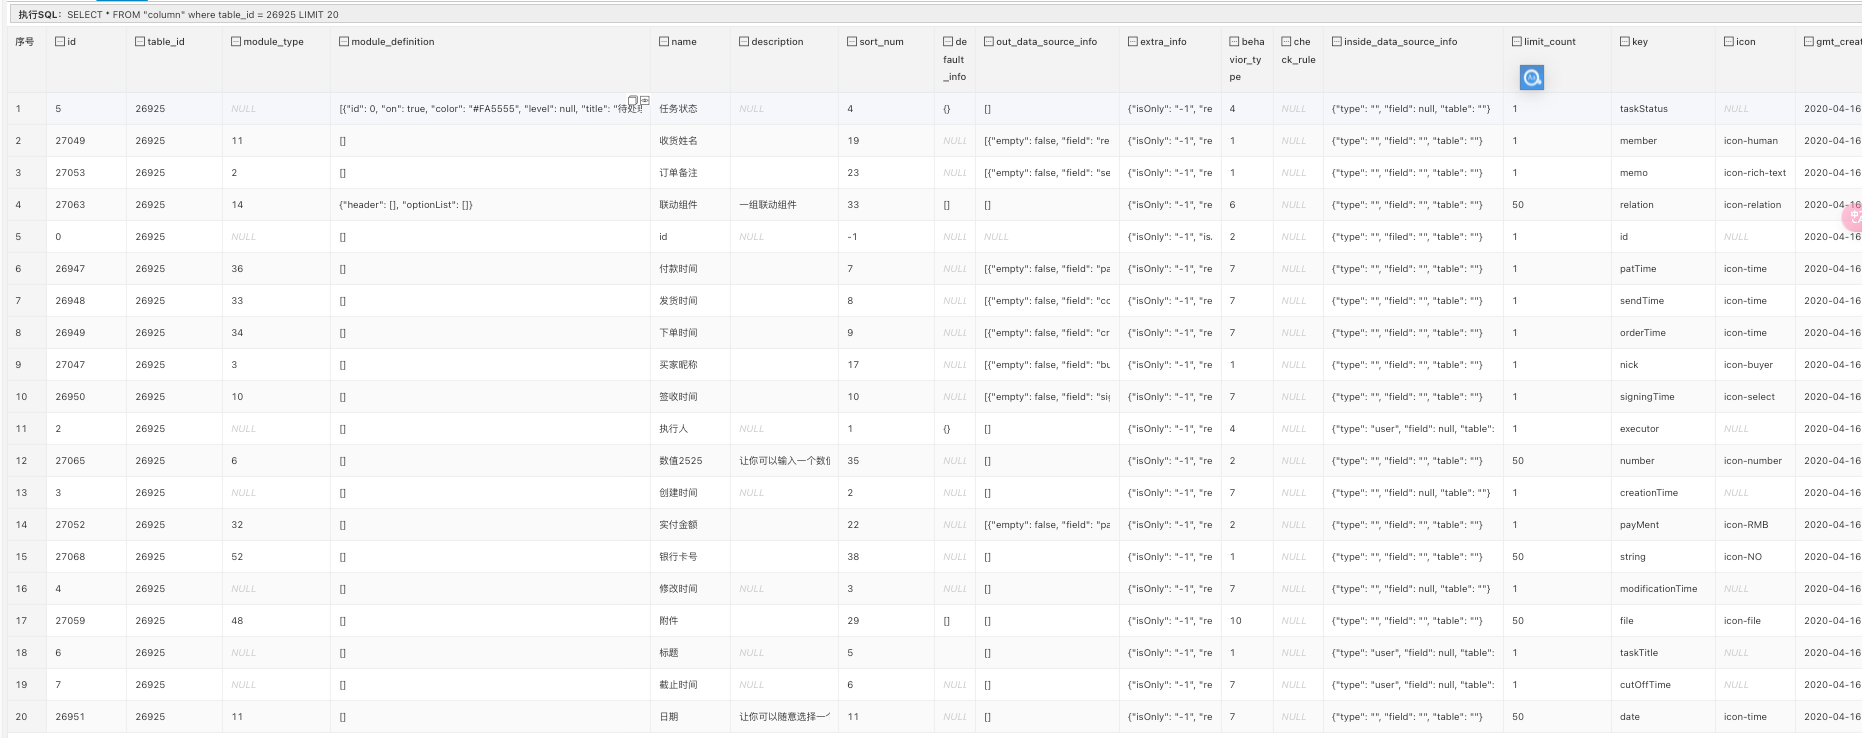 执行SQL: SELECT * FROM "column" where table_id = 26925 LIMIT 20
序号 id table_id module_type module_definition name description sort_num de fault _info out_data_source_info extra_info beha vior_ty pe che ck_rule inside_data_source_info limit_count key icon gmt_creat
1 5 26925 NULL [{"id": 0, "on": true, "color": "#FA5555", "level": null, "title": "待处理 任务状态 NULL 4 {} [] {"isOnly": "-1", "re 4 NULL {"type": "", "field": null, "table": ""} 1 taskStatus NULL 2020-04-16
2 27049 26925 11 [] 收货姓名 19 NULL [{"empty": false, "field": "re {"isOnly": "-1", "re 1 NULL {"type": "", "field": "", "table": ""} 1 member icon-human 2020-04-16
3 27053 26925 2 [] 订单备注 23 NULL [{"empty": false, "field": "se {"isOnly": "-1", "re 1 NULL {"type": "", "field": "", "table": ""} 1 memo icon-rich-text 2020-04-16
4 27063 26925 14 {"header": [], "optionList": []} 联动组件 一组联动组件 33 [] [] {"isOnly": "-1", "re 6 NULL {"type": "", "field": "", "table": ""} 50 relation icon-relation 2020-04-16
5 0 26925 NULL [] id NULL -1 NULL NULL {"isOnly": "-1", "is. 2 NULL {"type": "", "filed": "", "table": ""} 1 id NULL 2020-04-16
6 26947 26925 36 [] 付款时间 7 NULL [{"empty": false, "field": "pa {"isOnly": "-1", "re 7 NULL {"type": "", "field": "", "table": ""} 1 patTime icon-time 2020-04-16
7 26948 26925 33 [] 发货时间 8 NULL [{"empty": false, "field": "cc {"isOnly": "-1", "re 7 NULL {"type": "", "field": "", "table": ""} 1 sendTime icon-time 2020-04-16
8 26949 26925 34 [] 下单时间 9 NULL [{"empty": false, "field": "cr {"isOnly": "-1", "re 7 NULL {"type": "", "field": "", "table": ""} 1 orderTime icon-time 2020-04-16
9 27047 26925 3 [] 买家昵称 17 NULL [{"empty": false, "field": "bu {"isOnly": "-1", "re 1 NULL {"type": "", "field": "", "table": ""} 1 nick icon-buyer 2020-04-16
10 26950 26925 10 [] 签收时间 10 NULL [{"empty": false, "field": "sig {"isOnly": "-1", "re 7 NULL {"type": "", "field": "", "table": ""} 1 signingTime icon-select 2020-04-16
11 2 26925 NULL [] 执行人 NULL 1 {} [] {"isOnly": "-1", "re 4 NULL {"type": "user", "field": null, "table": 1 executor NULL 2020-04-16
12 27065 26925 6 [] 数值2525 让你可以输入一个数值 35 NULL [] {"isOnly": "-1", "re 2 NULL {"type": "", "field": "", "table": ""} 50 number icon-number 2020-04-16
13 3 26925 NULL [] 创建时间 NULL 2 NULL [] {"isOnly": "-1", "re 7 NULL {"type": "", "field": null, "table": ""} 1 creationTime NULL 2020-04-16
14 27052 26925 32 [] 实付金额 22 NULL [{"empty": false, "field": "pa {"isOnly": "-1", "re 2 NULL {"type": "", "field": "", "table": ""} 1 payMent icon-RMB 2020-04-16
15 27068 26925 52 [] 银行卡号 38 NULL [] {"isOnly": "-1", "re 1 NULL {"type": "", "field": "", "table": ""} 50 string icon-NO 2020-04-16
16 4 26925 NULL [] 修改时间 NULL 3 NULL [] {"isOnly": "-1", "re 7 NULL {"type": "", "field": null, "table": ""} 1 modificationTime NULL 2020-04-16
17 27059 26925 48 [] 附件 29 [] [] {"isOnly": "-1", "re 10 NULL {"type": "", "field": "", "table": ""} 50 file icon-file 2020-04-16
18 6 26925 NULL [] 标题 NULL 5 [] {"isOnly": "-1", "re 1 NULL {"type": "user", "field": null, "table": 1 taskTitle NULL 2020-04-16
19 7 26925 NULL [] 截止时间 NULL 6 NULL [] {"isOnly": "-1", "re 7 NULL {"type": "user", "field": null, "table": 1 cutOffTime NULL 2020-04-16
20 26951 26925 11 [] 日期 让你可以随意选择一个 11 NULL [] {"isOnly": "-1", "re 7 NULL {"type": "", "field": "", "table": ""} 50 date icon-time 2020-04-16